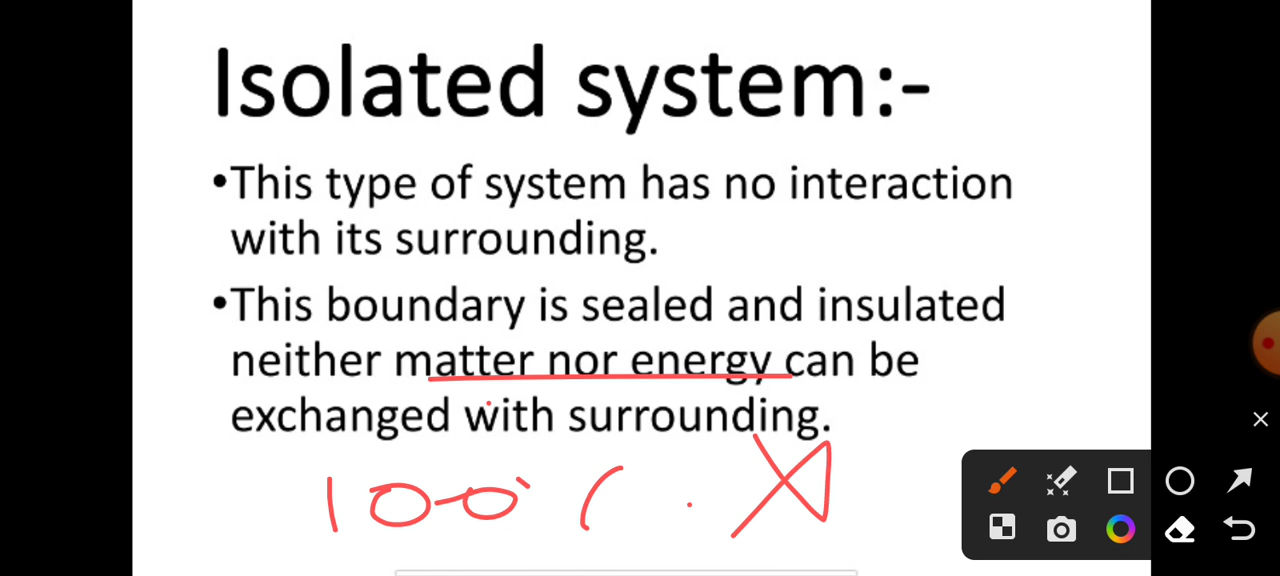 Isolated system:-
•This type of system has no interaction
with its surrounding.
•This boundary is sealed and insulated
neither matter nor energy can be
exchanged with surrounding.
100